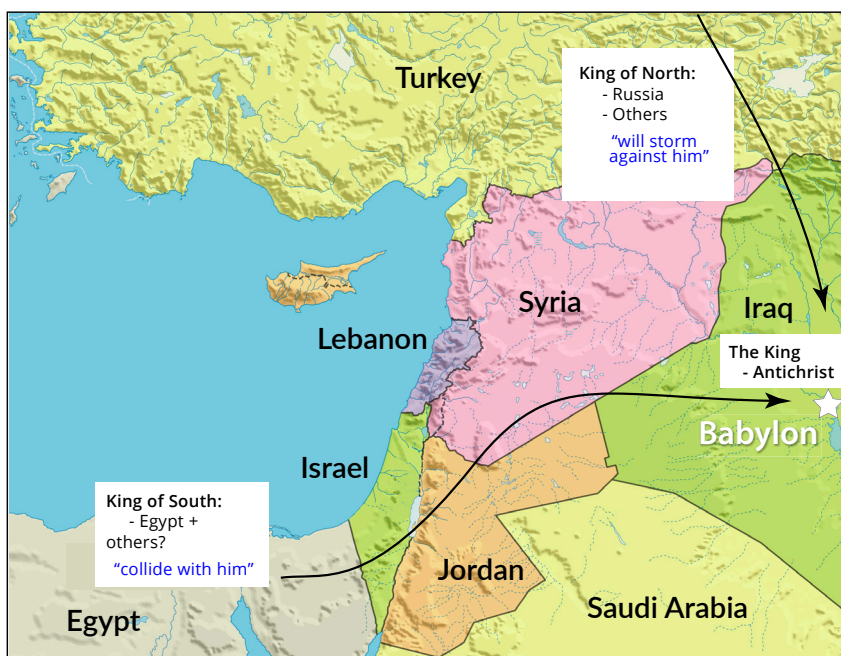 Turkey
King of North:
- Russia
- Others
“will storm
against him”
Syria
Iraq
Lebanon
The King
- Antichrist
Babylon
Israel
King of South:
- Egypt +
others?
“collide with him”
Jordan
Saudi Arabia
Egypt